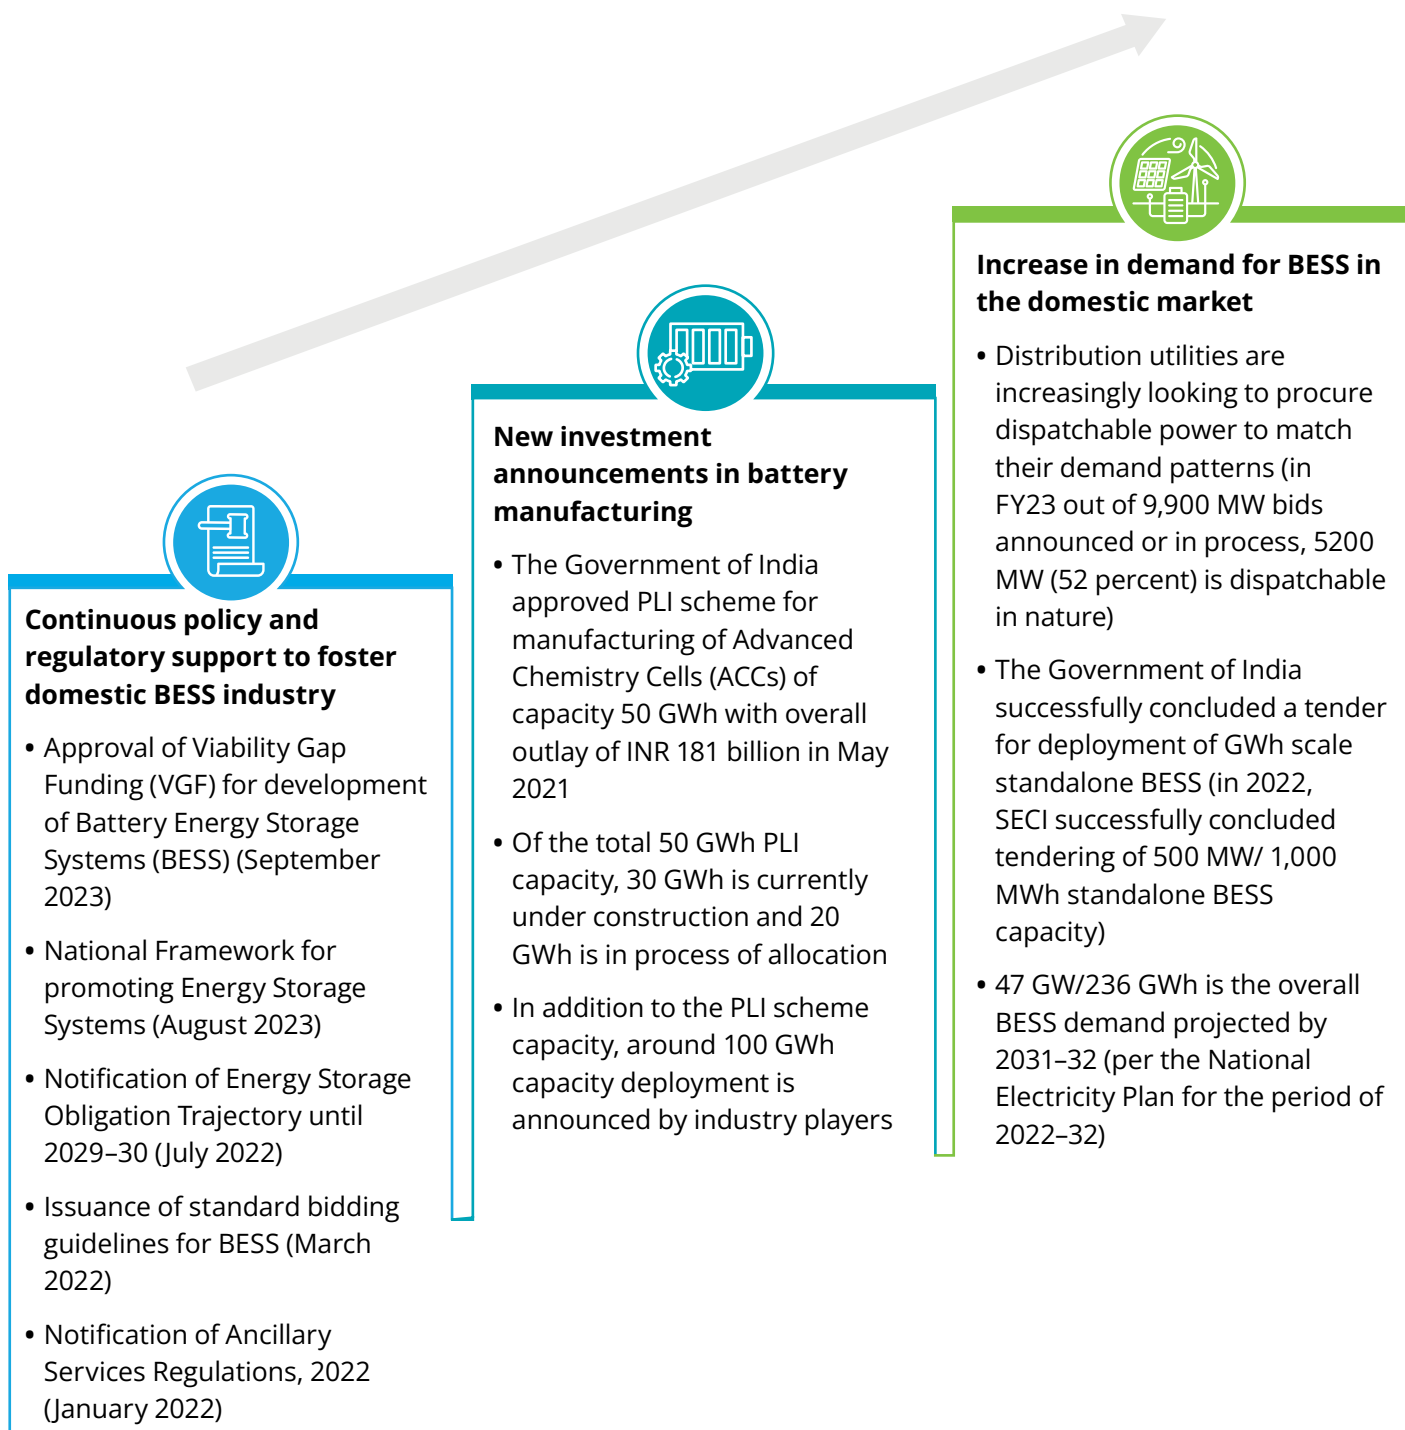 Continuous policy and
regulatory support to foster
domestic BESS industry
• Approval of Viability Gap
Funding (VGF) for development
of Battery Energy Storage
Systems (BESS) (September
2023)
• National Framework for
promoting Energy Storage
Systems (August 2023)
• Notification of Energy Storage
Obligation Trajectory until
2029–30 (July 2022)
• Issuance of standard bidding
guidelines for BESS (March
2022)
• Notification of Ancillary
Services Regulations, 2022
(January 2022)
New investment
announcements in battery
manufacturing
• The Government of India
approved PLI scheme for
manufacturing of Advanced
Chemistry Cells (ACCs) of
capacity 50 GWh with overall
outlay of INR 181 billion in May
2021
• Of the total 50 GWh PLI
capacity, 30 GWh is currently
under construction and 20
GWh is in process of allocation
• In addition to the PLI scheme
capacity, around 100 GWh
capacity deployment is
announced by industry players
Increase in demand for BESS in
the domestic market
• Distribution utilities are
increasingly looking to procure
dispatchable power to match
their demand patterns (in
FY23 out of 9,900 MW bids
announced or in process, 5200
MW (52 percent) is dispatchable
in nature)
• The Government of India
successfully concluded a tender
for deployment of GWh scale
standalone BESS (in 2022,
SECI successfully concluded
tendering of 500 MW/ 1,000
MWh standalone BESS
capacity)
• 47 GW/236 GWh is the overall
BESS demand projected by
2031–32 (per the National
Electricity Plan for the period of
2022–32)